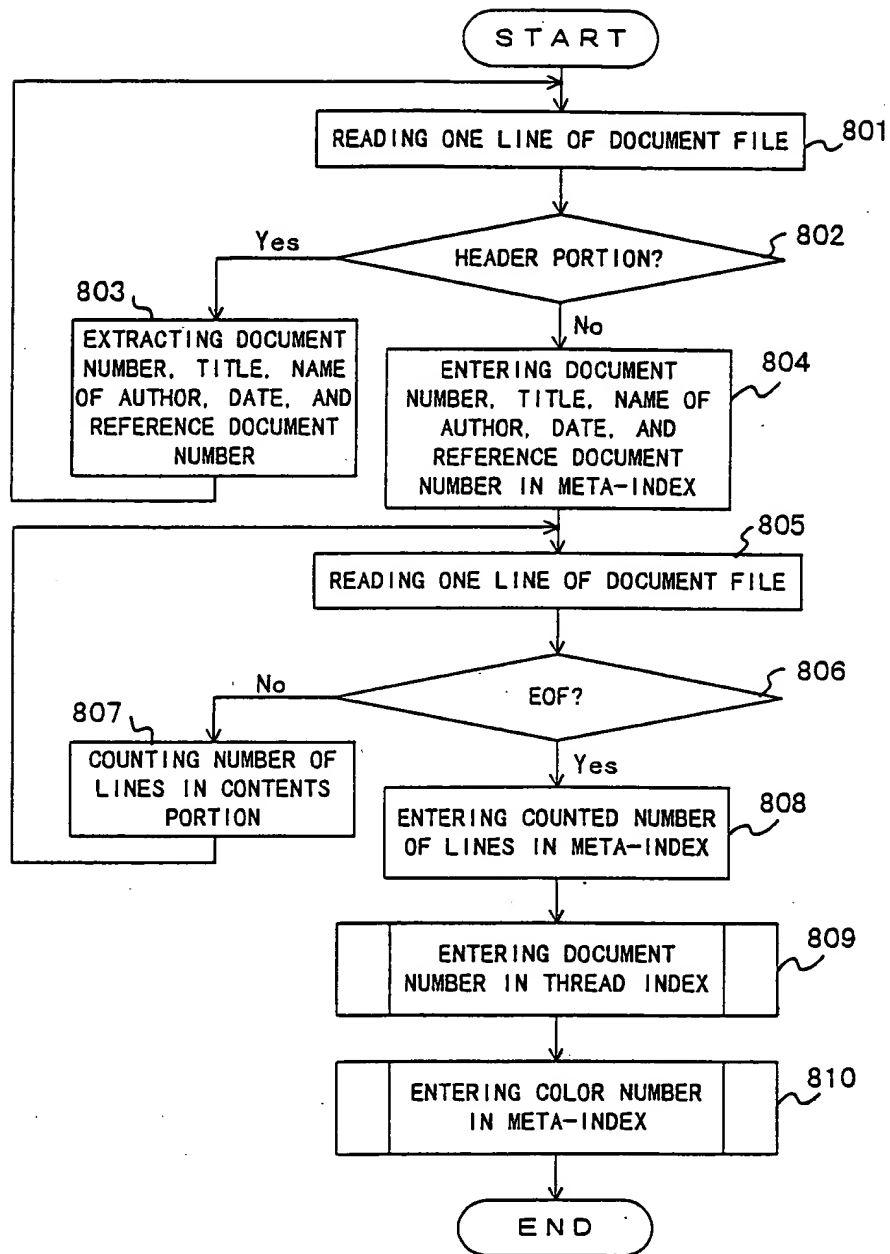 START
READING ONE LINE OF DOCUMENT FILE
801
802
Yes
HEADER PORTION?
803
No
EXTRACTING DOCUMENT
NUMBER, TITLE, NAME
OF AUTHOR, DATE, AND
REFERENCE DOCUMENT
NUMBER
ENTERING DOCUMENT
NUMBER, TITLE, NAME OF
AUTHOR, DATE, AND
REFERENCE DOCUMENT
NUMBER IN META-INDEX
804
805
READING ONE LINE OF DOCUMENT FILE
806
No
EOF?
807
Yes
COUNTING NUMBER OF
LINES IN CONTENTS
PORTION
ENTERING COUNTED NUMBER
OF LINES IN META-INDEX
808
ENTERING DOCUMENT
NUMBER IN THREAD INDEX
809
ENTERING COLOR NUMBER
IN META-INDEX
810
END